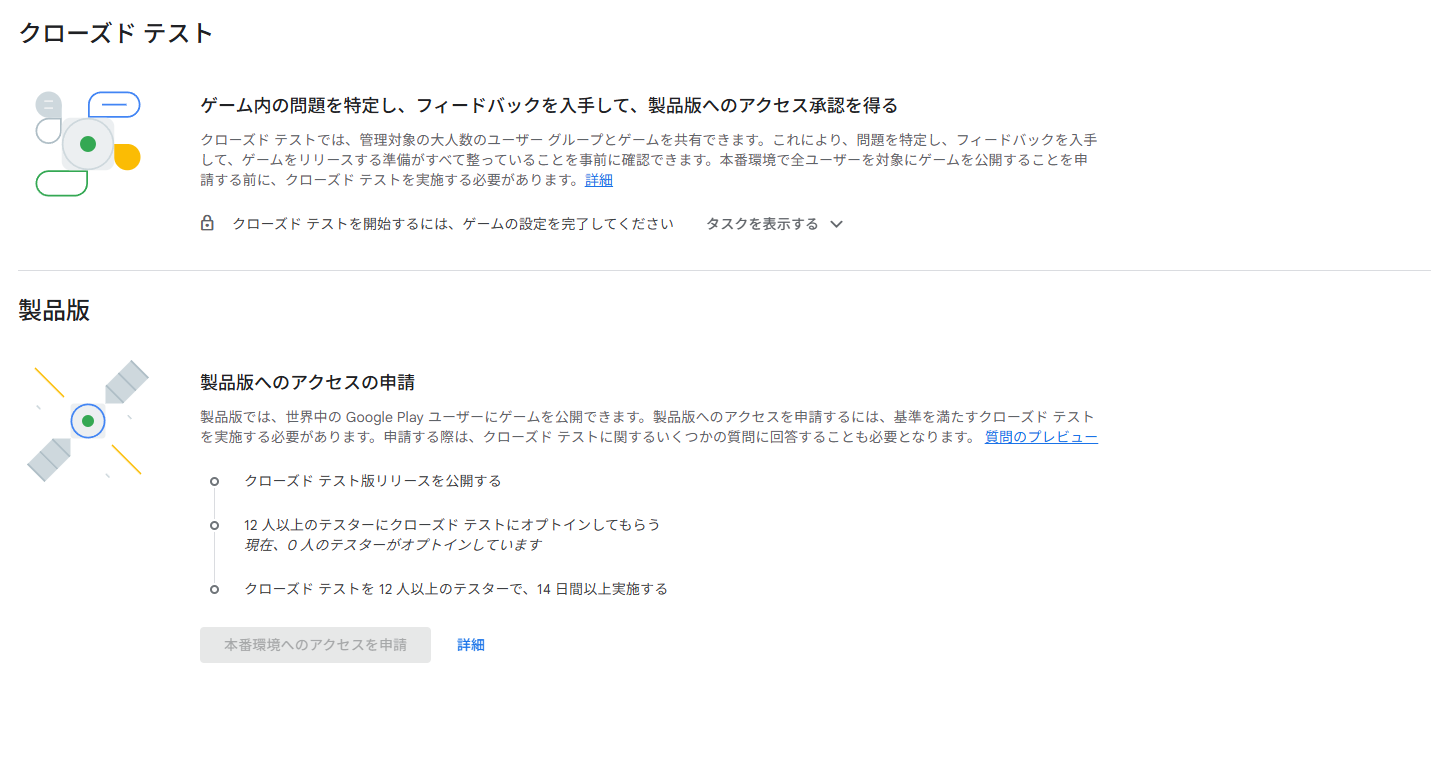 クローズド テスト
ゲーム内の問題を特定し、フィードバックを入手して、製品版へのアクセス承認を得る
クローズド テストでは、管理対象の大人数のユーザー グループとゲームを共有できます。これにより、問題を特定し、フィードバックを入手
して、ゲームをリリースする準備がすべて整っていることを事前に確認できます。本番環境で全ユーザーを対象にゲームを公開することを申
請する前に、クローズド テストを実施する必要があります。詳細
クローズド テストを開始するには、ゲームの設定を完了してください タスクを表示する
製品版
製品版へのアクセスの申請
製品版では、世界中の Google Play ユーザーにゲームを公開できます。製品版へのアクセスを申請するには、基準を満たすクローズド テスト
を実施する必要があります。申請する際は、クローズド テストに関するいくつかの質問に回答することも必要となります。 質問のプレビュー
クローズド テスト版リリースを公開する
12 人以上のテスターにクローズド テストにオプトインしてもらう
現在、0 人のテスターがオプトインしています
クローズド テストを 12 人以上のテスターで、14 日間以上実施する
本番環境へのアクセスを申請 詳細